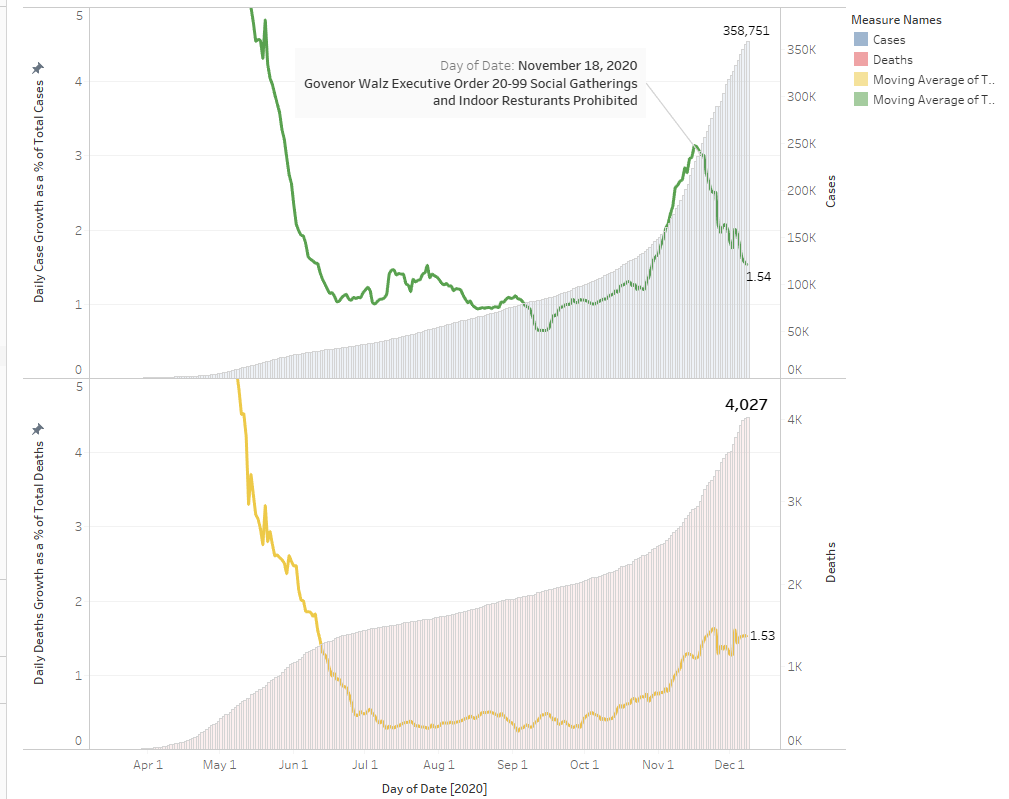 Measure Names
Cases
Deaths
Moving Average of T..
Moving Average of T..
Daily Case Growth as a % of Total Cases
5
4
3
2
1
0
358,751
Day of Date: November 18, 2020
Govenor Walz Executive Order 20-99 Social Gatherings
and Indoor Resturants Prohibited
1.54
350K
300K
250K
200K
150K
100K
50K
0K
Cases
Daily Deaths Growth as a % of Total Deaths
5
4
3
2
1
0
4,027
1.53
4K
3K
2K
1K
0K
Deaths
Apr 1 May 1 Jun 1 Jul 1 Aug 1 Sep 1 Oct 1 Nov 1 Dec 1
Day of Date [2020]